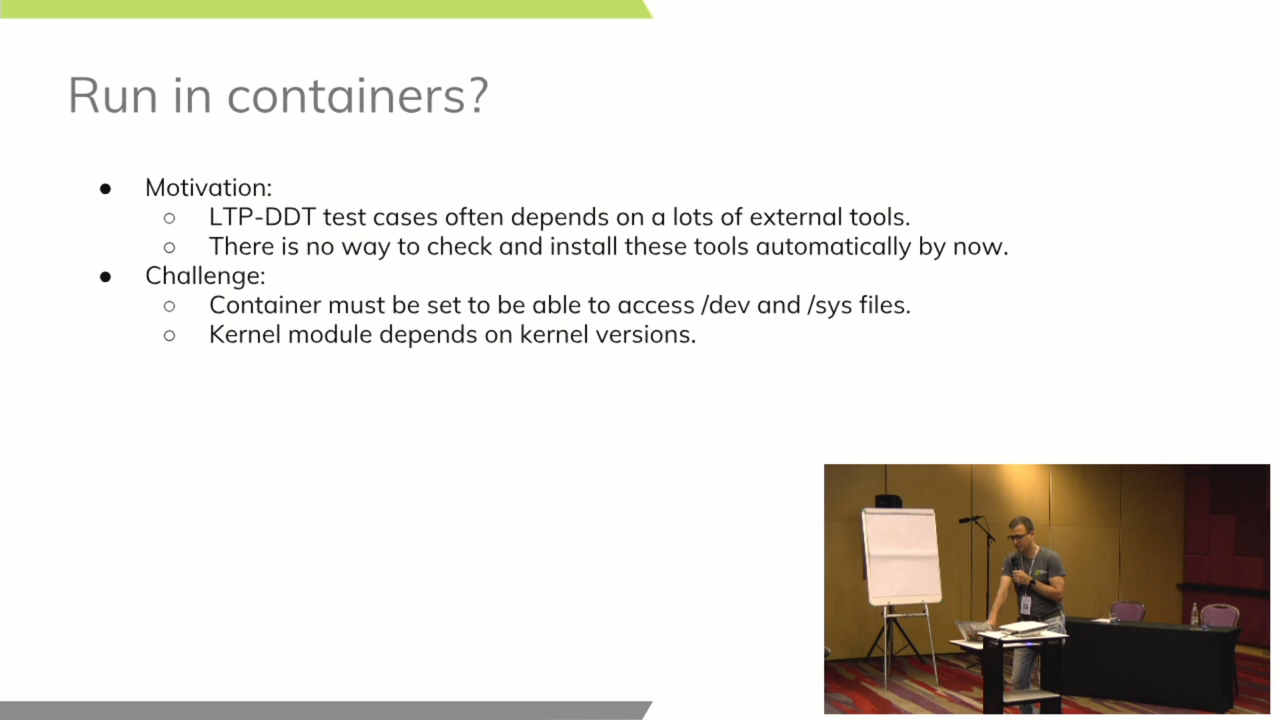 Run in containers?
● Motivation:
○ LTP-DDT test cases often depends on a lots of external tools.
○ There is no way to check and install these tools automatically by now.
● Challenge:
○ Container must be set to be able to access /dev and /sys files.
○ Kernel module depends on kernel versions.